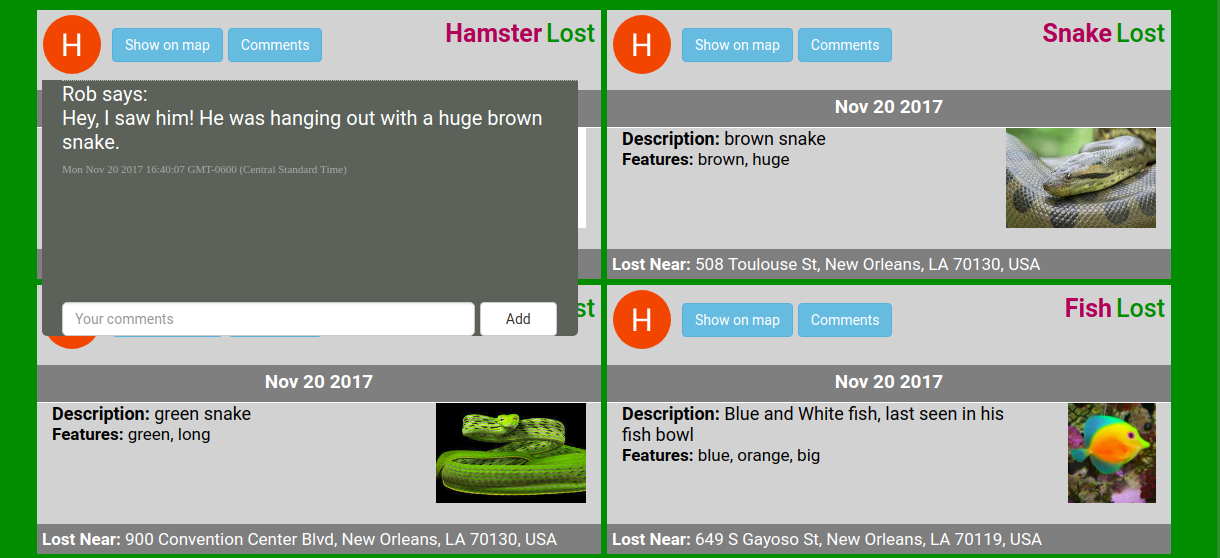 H
Show on map
Comments
Hamster Lost
Rob says:
Hey, I saw him! He was hanging out with a huge brown
snake.
Mon Nov 20 2017 16:40:07 GMT-0600 (Central Standard Time)
Your comments
Add
H
Show on map
Comments
Snake Lost
Nov 20 2017
Description: brown snake
Features: brown, huge
Lost Near: 508 Toulouse St, New Orleans, LA 70130, USA
st
Nov 20 2017
Description: green snake
Features: green, long
Lost Near: 900 Convention Center Blvd, New Orleans, LA 70130, USA
H
Show on map
Comments
Fish Lost
Nov 20 2017
Description: Blue and White fish, last seen in his
fish bowl
Features: blue, orange, big
Lost Near: 649 S Gayoso St, New Orleans, LA 70119, USA